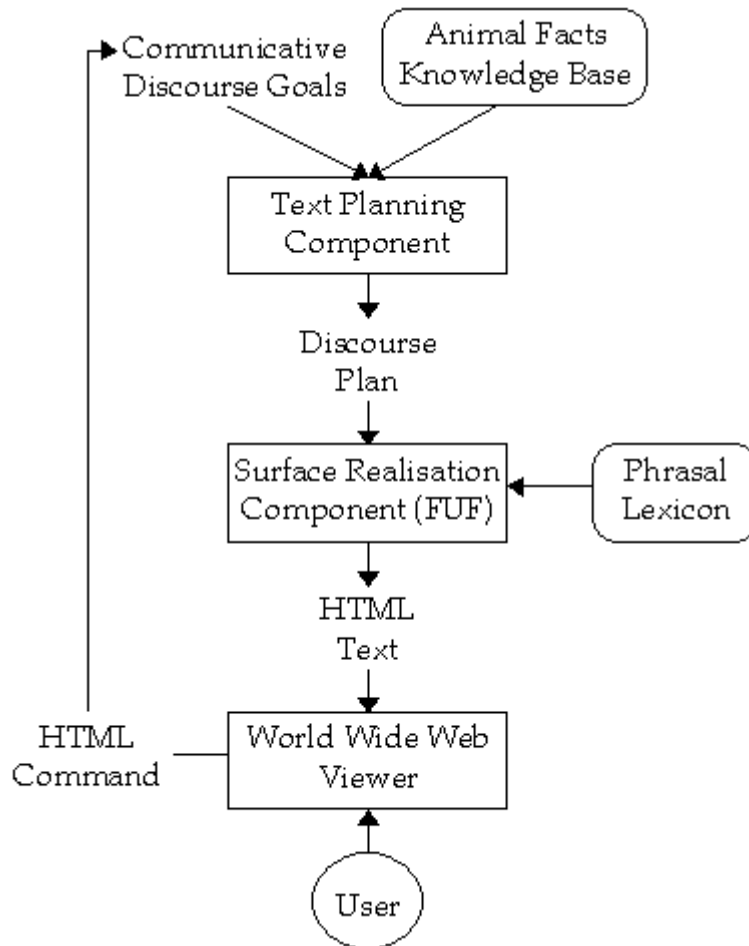 Communicative
Discourse Goals
Animal Facts
Knowledge Base
Text Planning
Component
Discourse
Plan
Surface Realisation
Component (FUF)
Phrasal
Lexicon
HTML
Text
HTML
Command
World Wide Web
Viewer
User